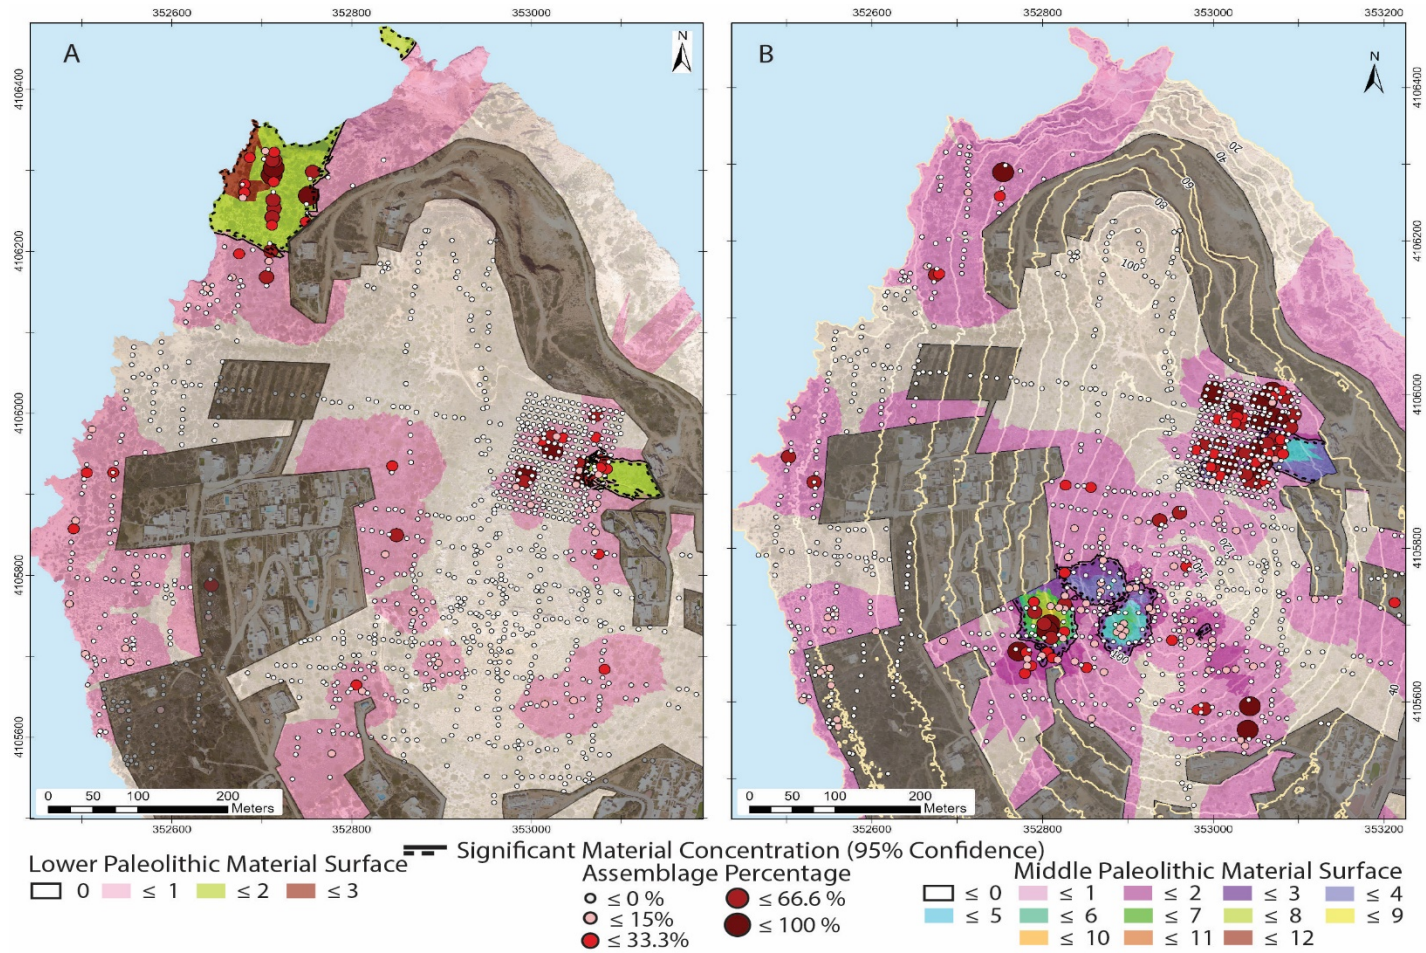 352600 352800 353000
352600 352800 353000 353200
A
N
B
N
4106400
4106200
4106000
4105800
4105600
4106400
4106200
4106000
4105800
4105600
20
40
60
80
100
120
140
100
40
0 50 100 200
Meters
0 50 100 200
Meters
352600 352800 353000
352600 352800 353000 353200
Significant Material Concentration (95% Confidence)
Lower Paleolithic Material Surface
0 ≤ 1 ≤ 2 ≤ 3
Assemblage Percentage
≤ 0 % ≤ 66.6 %
≤ 15% ≤ 100 %
≤ 33.3%
Middle Paleolithic Material Surface
≤ 0 ≤ 1 ≤ 2 ≤ 3 ≤ 4
≤ 5 ≤ 6 ≤ 7 ≤ 8 ≤ 9
≤ 10 ≤ 11 ≤ 12